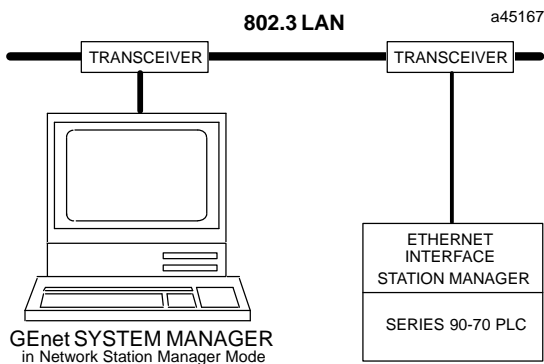 802.3 LAN
a45167
TRANSCEIVER
TRANSCEIVER
ETHERNET
INTERFACE
STATION MANAGER
SERIES 90-70 PLC
GEnet SYSTEM MANAGER
in Network Station Manager Mode